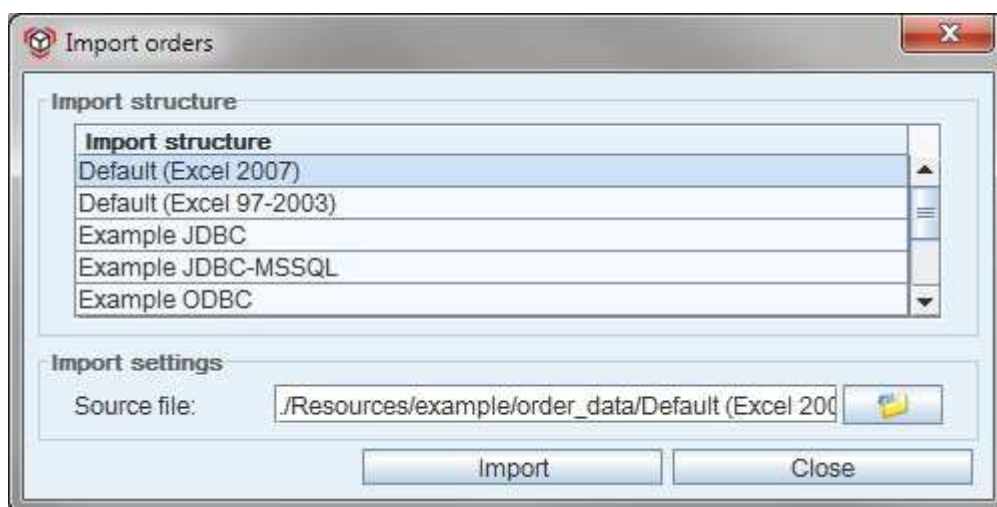 Import orders
Import structure
Import structure
Default (Excel 2007)
Default (Excel 97-2003)
Example JDBC
Example JDBC-MSSQL
Example ODBC
Import settings
Source file: ./Resources/example/order_data/Default (Excel 200
Import Close